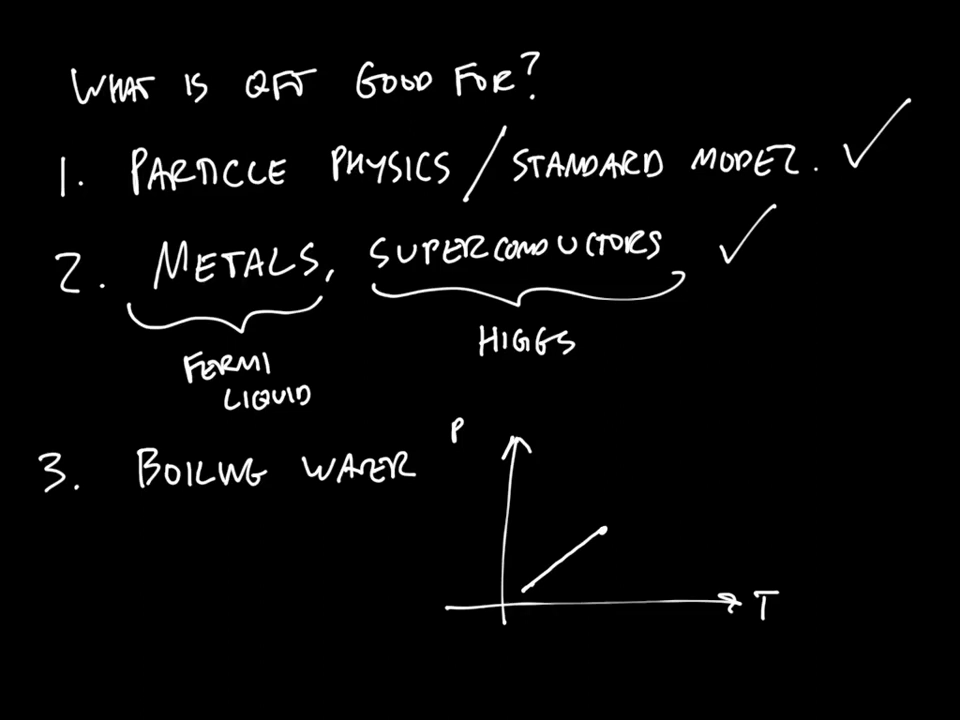 WHAT IS QFT GOOD FOR?
1. PARTICLE PHYSICS / STANDARD MODEL. ✓
2. METALS, SUPERCONDUCTORS ✓
FERMI
LIQUID
HIGGS
3. BOILING WATER
P
T